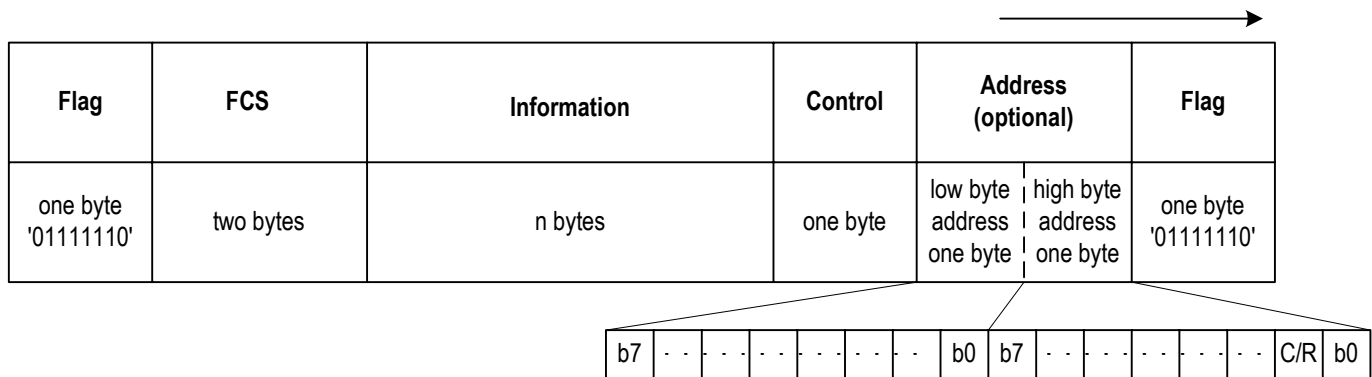 Flag
FCS
Information
Control
Address
(optional)
Flag
one byte
'01111110'
two bytes
n bytes
one byte
low byte
address
one byte
high byte
address
one byte
one byte
'01111110'
b7 . . . . . . . . . . . . b0 b7 . . . . . . . . . . C/R b0